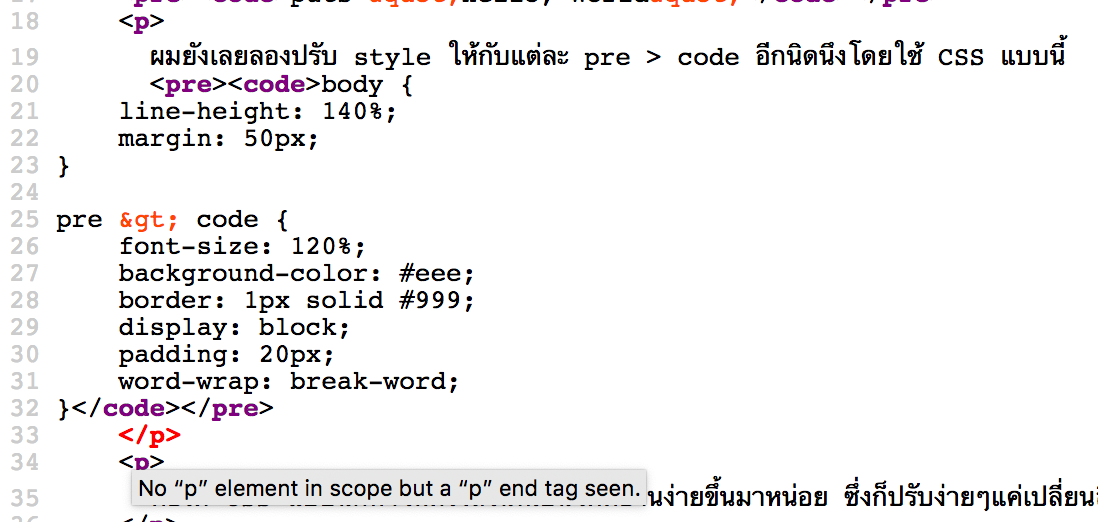 18 <p>
19 ผมยังเลยลองปรับ style ให้กับแต่ละ pre > code อีกนิดนึงโดยใช้ CSS แบบนี้
20 <pre><code>body {
21 line-height: 140%;
22 margin: 50px;
23 }
24
25 pre &gt; code {
26 font-size: 120%;
27 background-color: #eee;
28 border: 1px solid #999;
29 display: block;
30 padding: 20px;
31 word-wrap: break-word;
32 }</code></pre>
33 </p>
34 <p>
No “p” element in scope but a “p” end tag seen.
35 นง่ายขึ้นมาหน่อย ซึ่งก็ปรับง่ายๆแค่เปลี่ยน